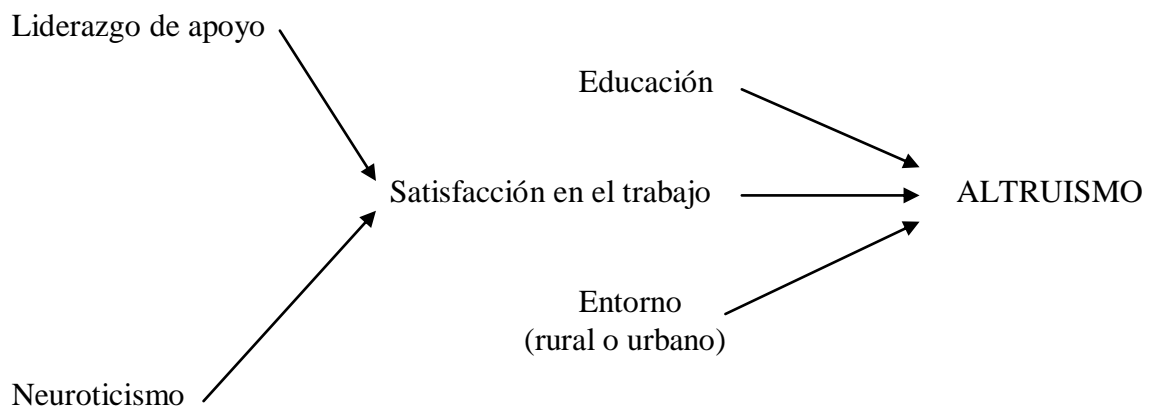 Liderazgo de apoyo
Educación
Satisfacción en el trabajo
ALTRUISMO
Entorno
(rural o urbano)
Neuroticismo